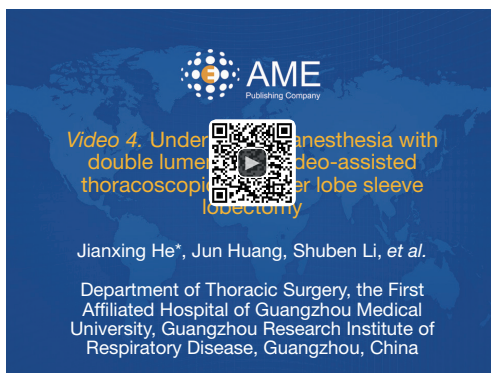 E
AME
Publishing Company
Video 4. Under anesthesia with
double lumen video-assisted
thoracoscopic lobe sleeve
lobectomy
Jianxing He*, Jun Huang, Shuben Li, et al.
Department of Thoracic Surgery, the First
Affiliated Hospital of Guangzhou Medical
University, Guangzhou Research Institute of
Respiratory Disease, Guangzhou, China